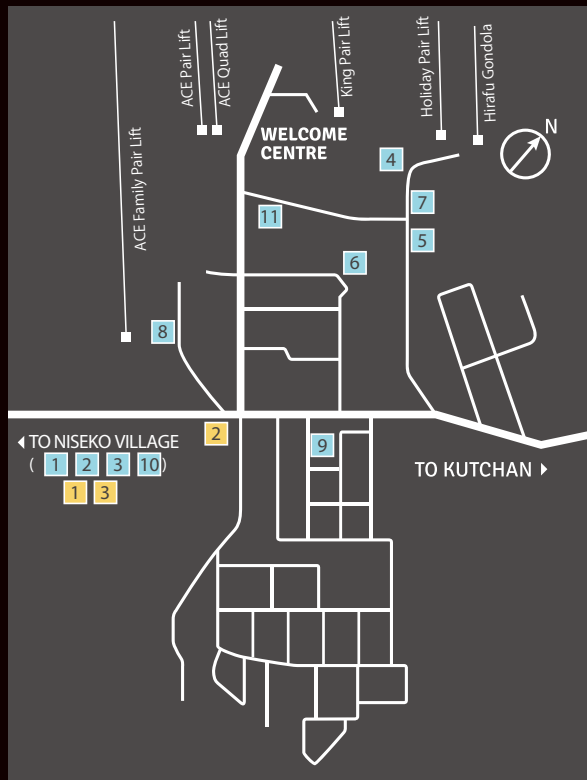 ACE Family Pair Lift
ACE Pair Lift
ACE Quad Lift
King Pair Lift
Holiday Pair Lift
Hirafu Gondola
N
WELCOME
CENTRE
4
7
11
5
6
8
2
9
TO NISEKO VILLAGE
( 1 2 3 10 )
1 3
TO KUTCHAN